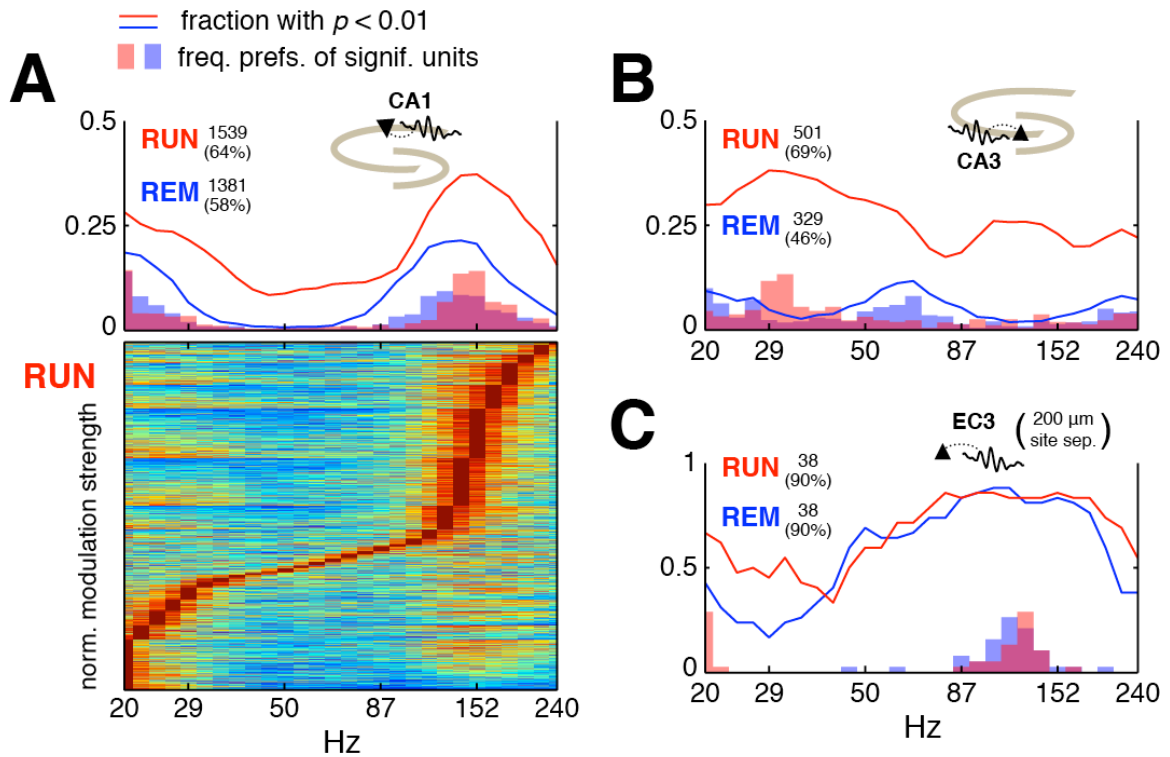 fraction with p < 0.01
freq. prefs. of signif. units
A
CA1
0.5
RUN 1539
(64%)
REM 1381
(58%)
0.25
0
RUN
norm. modulation strength
20 29 50 87 152 240
Hz
B
0.5
RUN 501
(69%)
CA3
0.25
REM 329
(46%)
0
20 29 50 87 152 240
C
EC3 (200 µm
site sep.)
1
RUN 38
(90%)
REM 38
(90%)
0.5
0
20 29 50 87 152 240
Hz